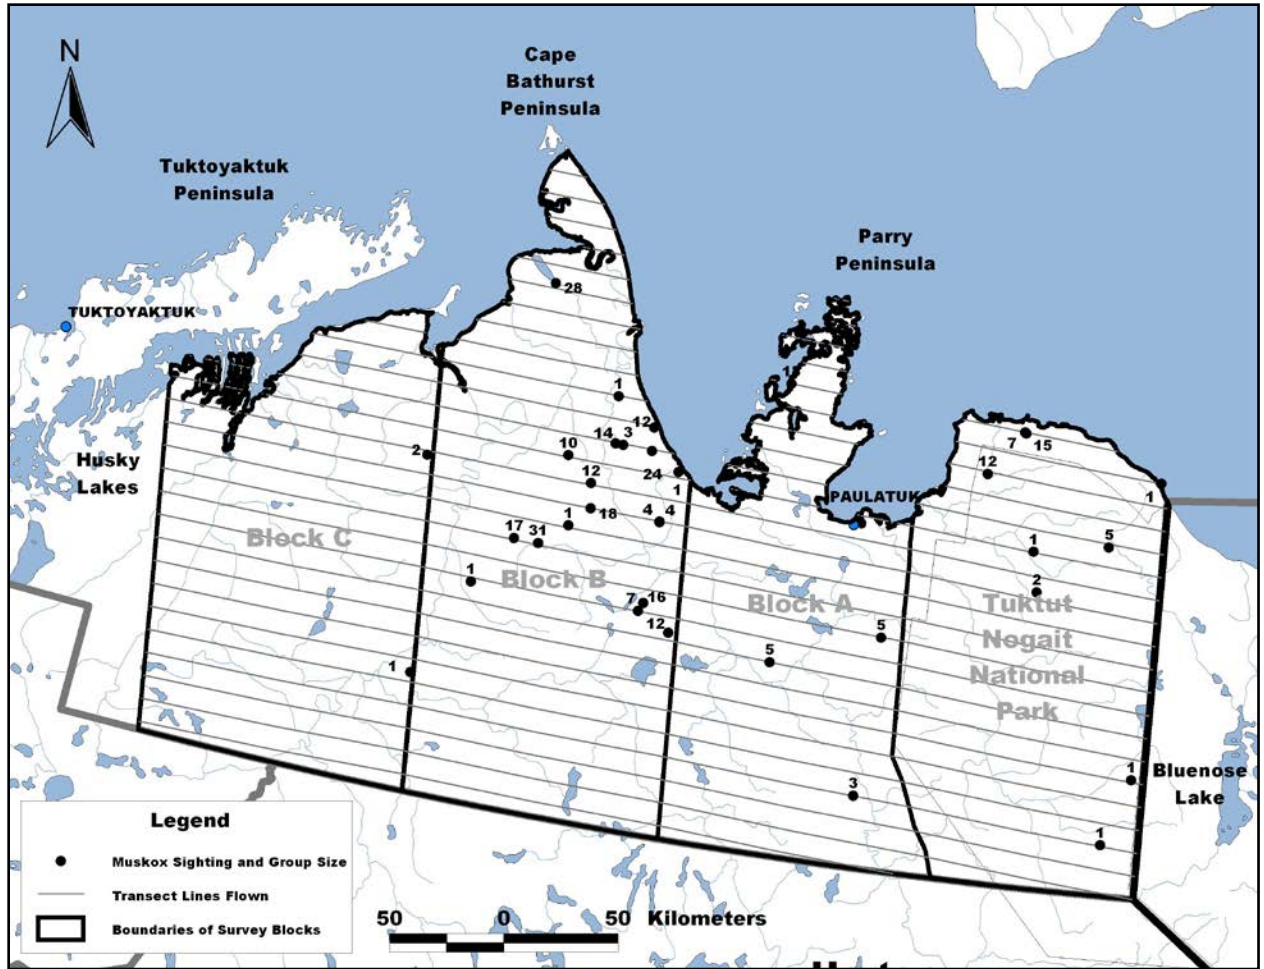 N
Cape
Bathurst
Peninsula
Tuktoyaktuk
Peninsula
Parry
Peninsula
28
TUKTOYAKTUK
1
12
14
3
7
15
2
10
Husky
Lakes
24
12
12
1
PAULATUK
1
18
4
4
1
17
31
Block C
1
5
1
Block B
2
7
16
Block A
Tuktut
Nogait
National
Park
12
5
5
1
1
Bluenose
Lake
3
Legend
1
Muskox Sighting and Group Size
Transect Lines Flown
Boundaries of Survey Blocks
50
0
50
Kilometers